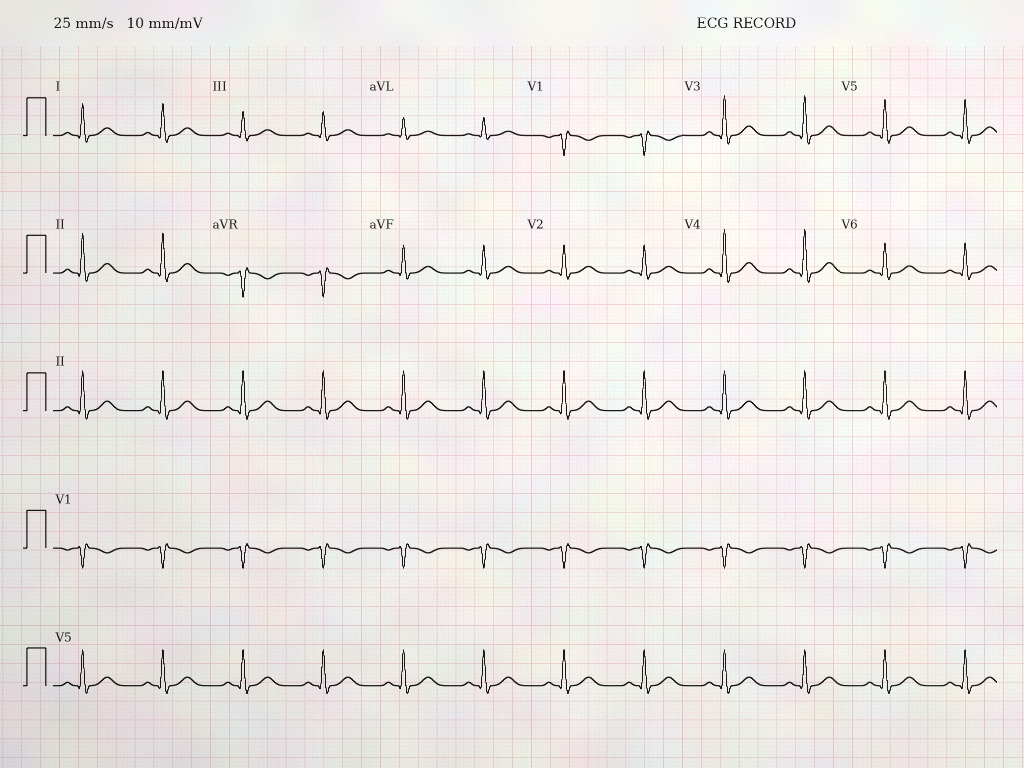 25 mm/s 10 mm/mV ECG RECORD
I III aVL V1 V3 V5
II aVR aVF V2 V4 V6
II
V1
V5